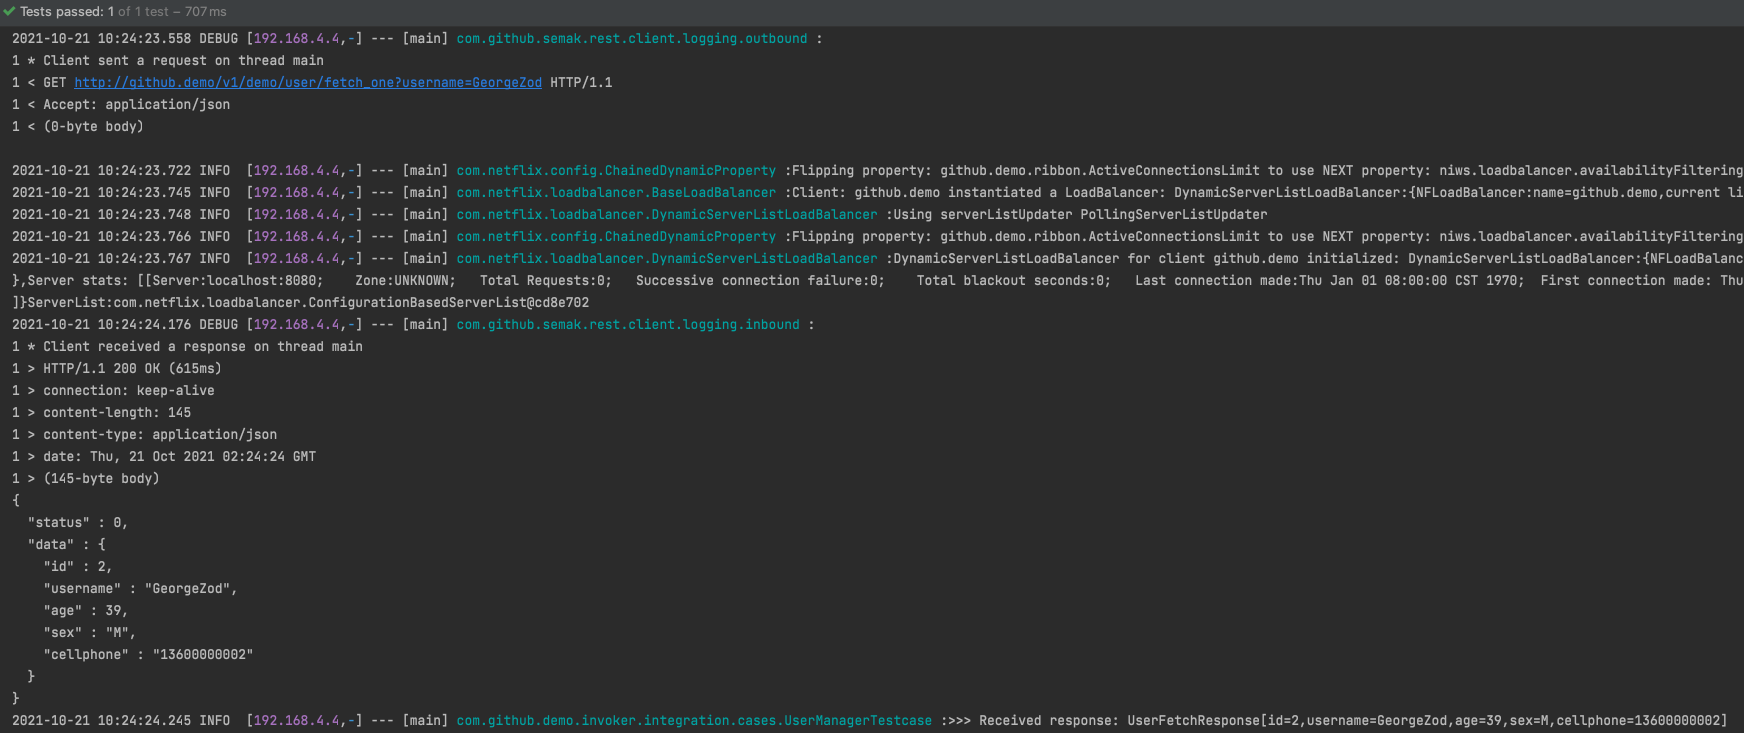 Tests passed: 1 of 1 test – 707 ms
2021-10-21 10:24:23.558 DEBUG [192.168.4.4,-] --- [main] com.github.semak.rest.client.logging.outbound :
1 * Client sent a request on thread main
1 < GET http://github.demo/v1/demo/user/fetch_one?username=GeorgeZod HTTP/1.1
1 < Accept: application/json
1 < (0-byte body)
2021-10-21 10:24:23.722 INFO  [192.168.4.4,-] --- [main] com.netflix.config.ChainedDynamicProperty :Flipping property: github.demo.ribbon.ActiveConnectionsLimit to use NEXT property: niws.loadbalancer.availabilityFiltering
2021-10-21 10:24:23.745 INFO  [192.168.4.4,-] --- [main] com.netflix.loadbalancer.BaseLoadBalancer :Client: github.demo instantiated a LoadBalancer: DynamicServerListLoadBalancer:{NFLoadBalancer:name=github.demo,current li
2021-10-21 10:24:23.748 INFO  [192.168.4.4,-] --- [main] com.netflix.loadbalancer.DynamicServerListLoadBalancer :Using serverListUpdater PollingServerListUpdater
2021-10-21 10:24:23.766 INFO  [192.168.4.4,-] --- [main] com.netflix.config.ChainedDynamicProperty :Flipping property: github.demo.ribbon.ActiveConnectionsLimit to use NEXT property: niws.loadbalancer.availabilityFiltering
2021-10-21 10:24:23.767 INFO  [192.168.4.4,-] --- [main] com.netflix.loadbalancer.DynamicServerListLoadBalancer :DynamicServerListLoadBalancer for client github.demo initialized: DynamicServerListLoadBalancer:{NFLoadBalanc
},Server stats: [[Server:localhost:8080;    Zone:UNKNOWN;   Total Requests:0;   Successive connection failure:0;    Total blackout seconds:0;   Last connection made:Thu Jan 01 08:00:00 CST 1970;  First connection made: Thu
]}ServerList:com.netflix.loadbalancer.ConfigurationBasedServerList@cd8e702
2021-10-21 10:24:24.176 DEBUG [192.168.4.4,-] --- [main] com.github.semak.rest.client.logging.inbound :
1 * Client received a response on thread main
1 > HTTP/1.1 200 OK (615ms)
1 > connection: keep-alive
1 > content-length: 145
1 > content-type: application/json
1 > date: Thu, 21 Oct 2021 02:24:24 GMT
1 > (145-byte body)
{
  "status" : 0,
  "data" : {
    "id" : 2,
    "username" : "GeorgeZod",
    "age" : 39,
    "sex" : "M",
    "cellphone" : "13600000002"
  }
}
2021-10-21 10:24:24.245 INFO  [192.168.4.4,-] --- [main] com.github.demo.invoker.integration.cases.UserManagerTestcase :>>> Received response: UserFetchResponse[id=2,username=GeorgeZod,age=39,sex=M,cellphone=13600000002]